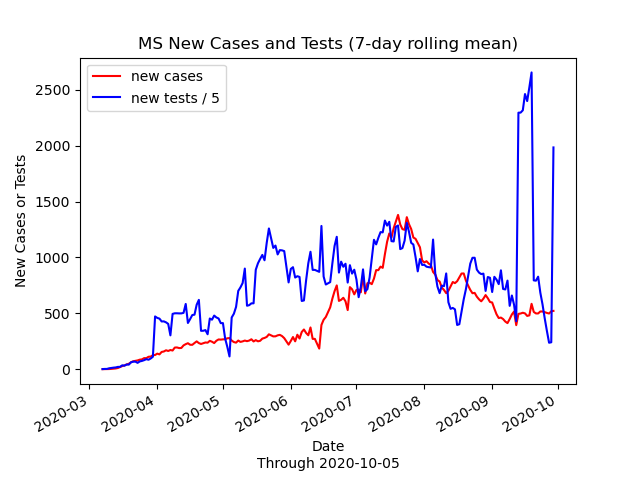 MS New Cases and Tests (7-day rolling mean)
new cases
new tests / 5
New Cases or Tests
2500
2000
1500
1000
500
0
2020-03
2020-04
2020-05
2020-06
2020-07
2020-08
2020-09
2020-10
Date
Through 2020-10-05